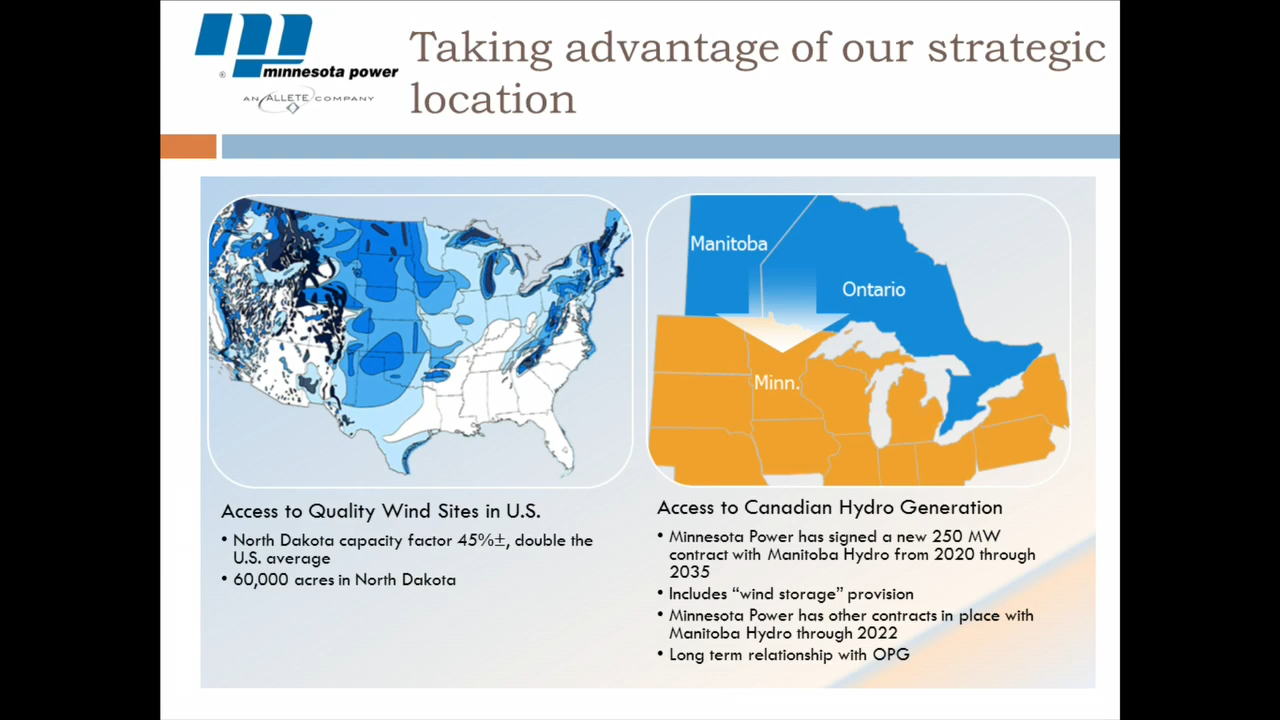 minnesota power
®
AN ALLETE COMPANY
Taking advantage of our strategic
location
Manitoba
Ontario
Minn.
Access to Quality Wind Sites in U.S.
• North Dakota capacity factor 45%±, double the
U.S. average
• 60,000 acres in North Dakota
Access to Canadian Hydro Generation
• Minnesota Power has signed a new 250 MW
contract with Manitoba Hydro from 2020 through
2035
• Includes “wind storage” provision
• Minnesota Power has other contracts in place with
Manitoba Hydro through 2022
• Long term relationship with OPG